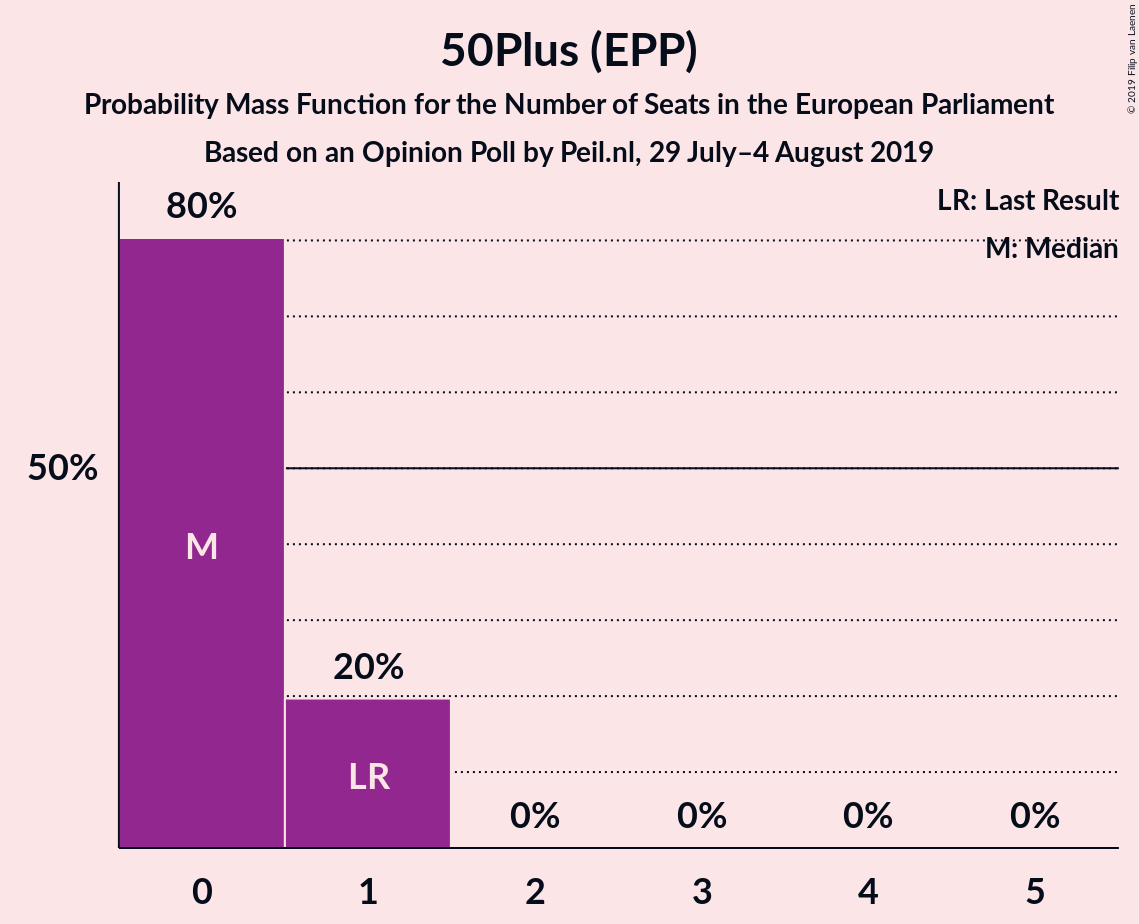 50Plus (EPP)
Probability Mass Function for the Number of Seats in the European Parliament
Based on an Opinion Poll by Peil.nl, 29 July–4 August 2019
© 2019 Filip van Laenen
LR: Last Result
M: Median
80%
50%
M
20%
LR
0%
0%
0%
0%
0
1
2
3
4
5